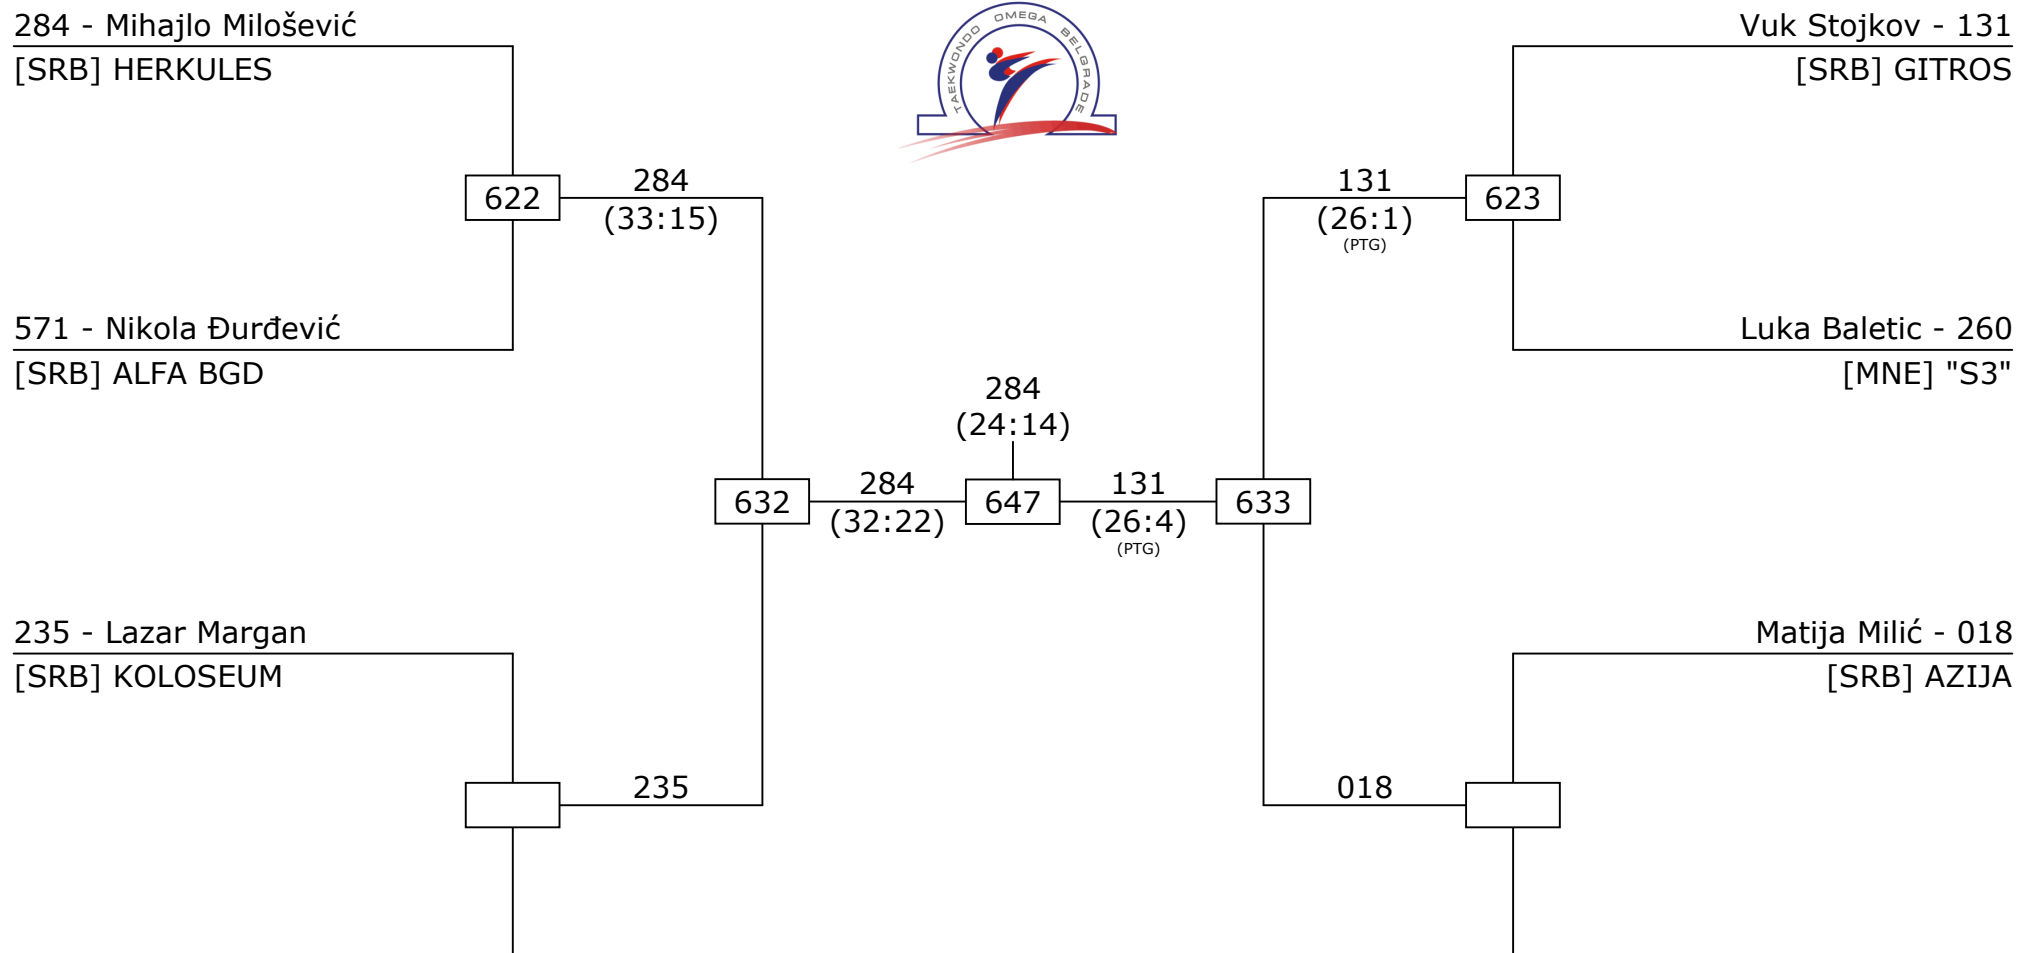 284 - Mihajlo Milošević
[SRB] HERKULES
TAEKWONDO OMEGA BELGRADE
Vuk Stojkov - 131
[SRB] GITROS
622
284
(33:15)
131
(26:1)
(PTG)
623
571 - Nikola Đurđević
[SRB] ALFA BGD
Luka Baletic - 260
[MNE] "S3"
284
(24:14)
632
284
(32:22)
647
131
(26:4)
(PTG)
633
235 - Lazar Margan
[SRB] KOLOSEUM
Matija Milić - 018
[SRB] AZIJA
235
018